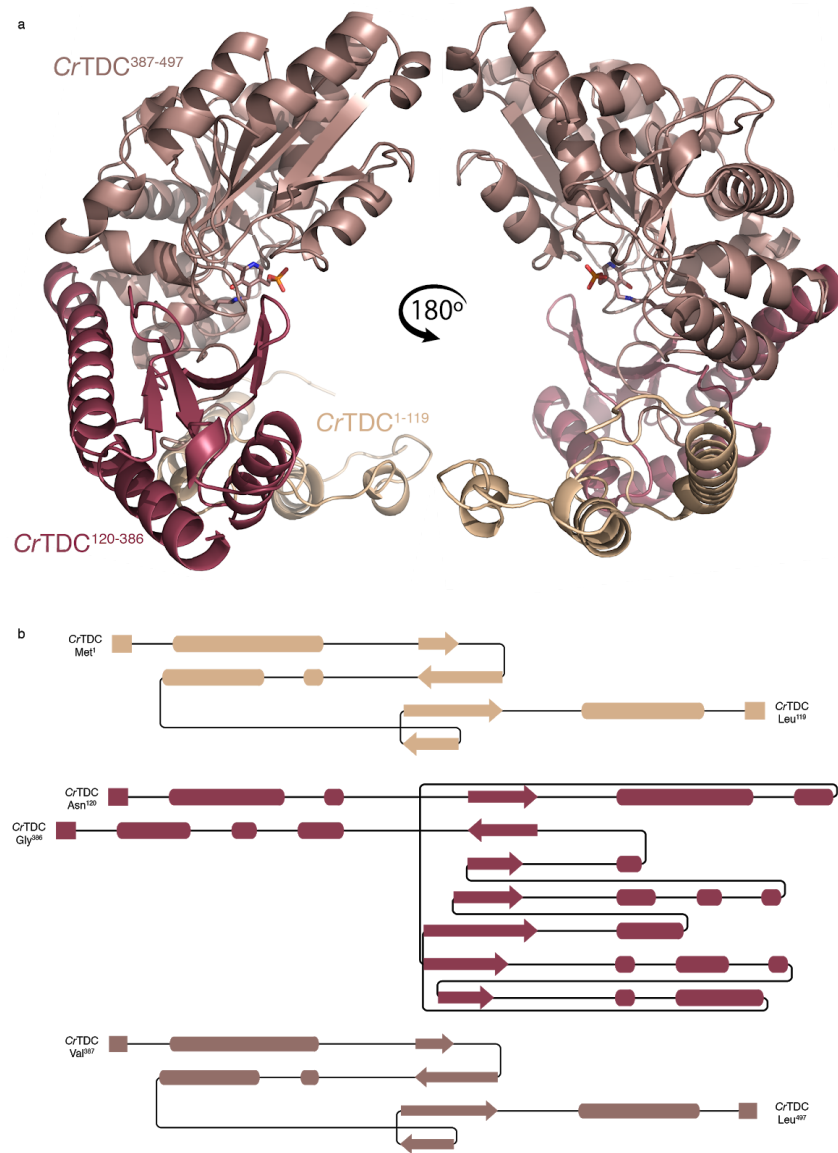 a
CrTDC³⁸⁷⁻⁴⁹⁷
180º
CrTDC¹⁻¹¹⁹
CrTDC¹²⁰⁻³⁸⁶
b
CrTDC
Met¹
CrTDC
Leu¹¹⁹
CrTDC
Asn¹²⁰
CrTDC
Gly³⁸⁶
CrTDC
Val³⁸⁷
CrTDC
Leu⁴⁹⁷